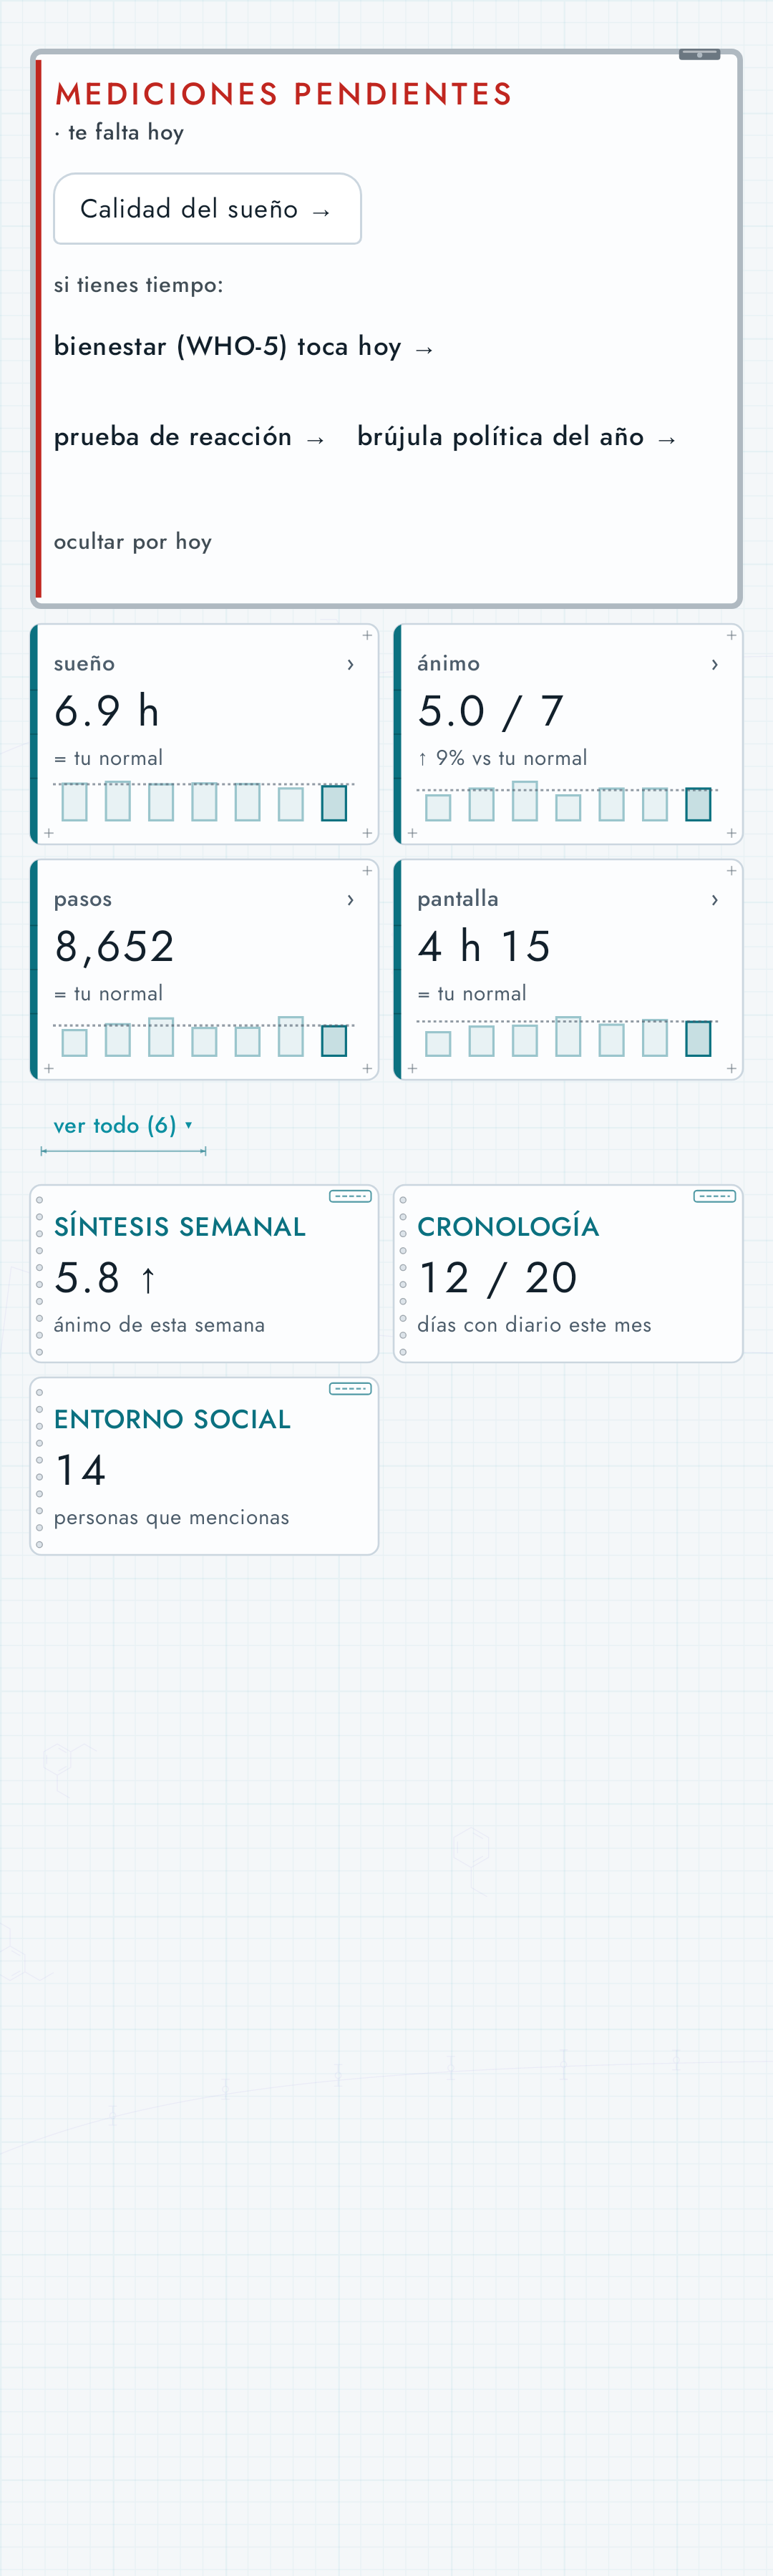 MEDICIONES PENDIENTES
· te falta hoy
Calidad del sueño →
si tienes tiempo:
bienestar (WHO-5) toca hoy →
prueba de reacción → brújula política del año →
ocultar por hoy
sueño ›
6.9 h
= tu normal
ánimo ›
5.0 / 7
↑ 9% vs tu normal
pasos ›
8,652
= tu normal
pantalla ›
4 h 15
= tu normal
ver todo (6) ▾
SÍNTESIS SEMANAL
5.8 ↑
ánimo de esta semana
CRONOLOGÍA
12 / 20
días con diario este mes
ENTORNO SOCIAL
14
personas que mencionas